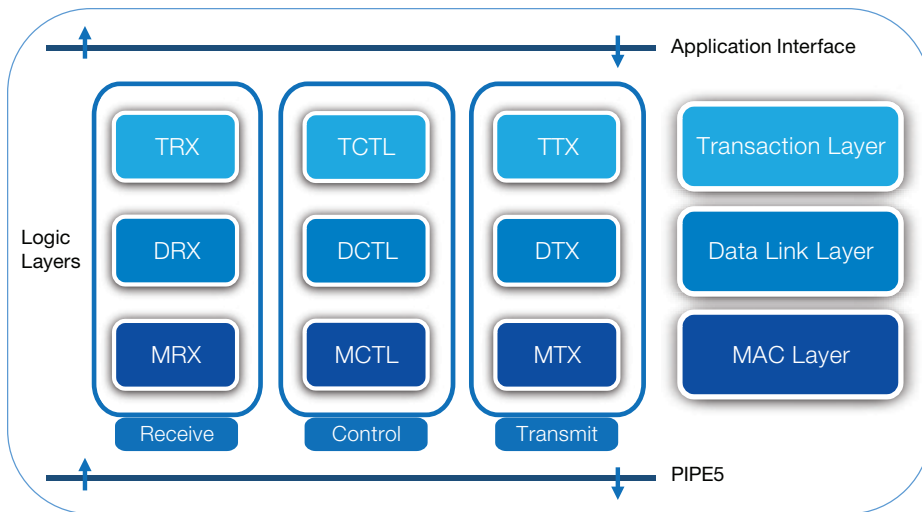 Application Interface
TRX
TCTL
TTX
Transaction Layer
Logic
Layers
DRX
DCTL
DTX
Data Link Layer
MRX
MCTL
MTX
MAC Layer
Receive
Control
Transmit
PIPE5